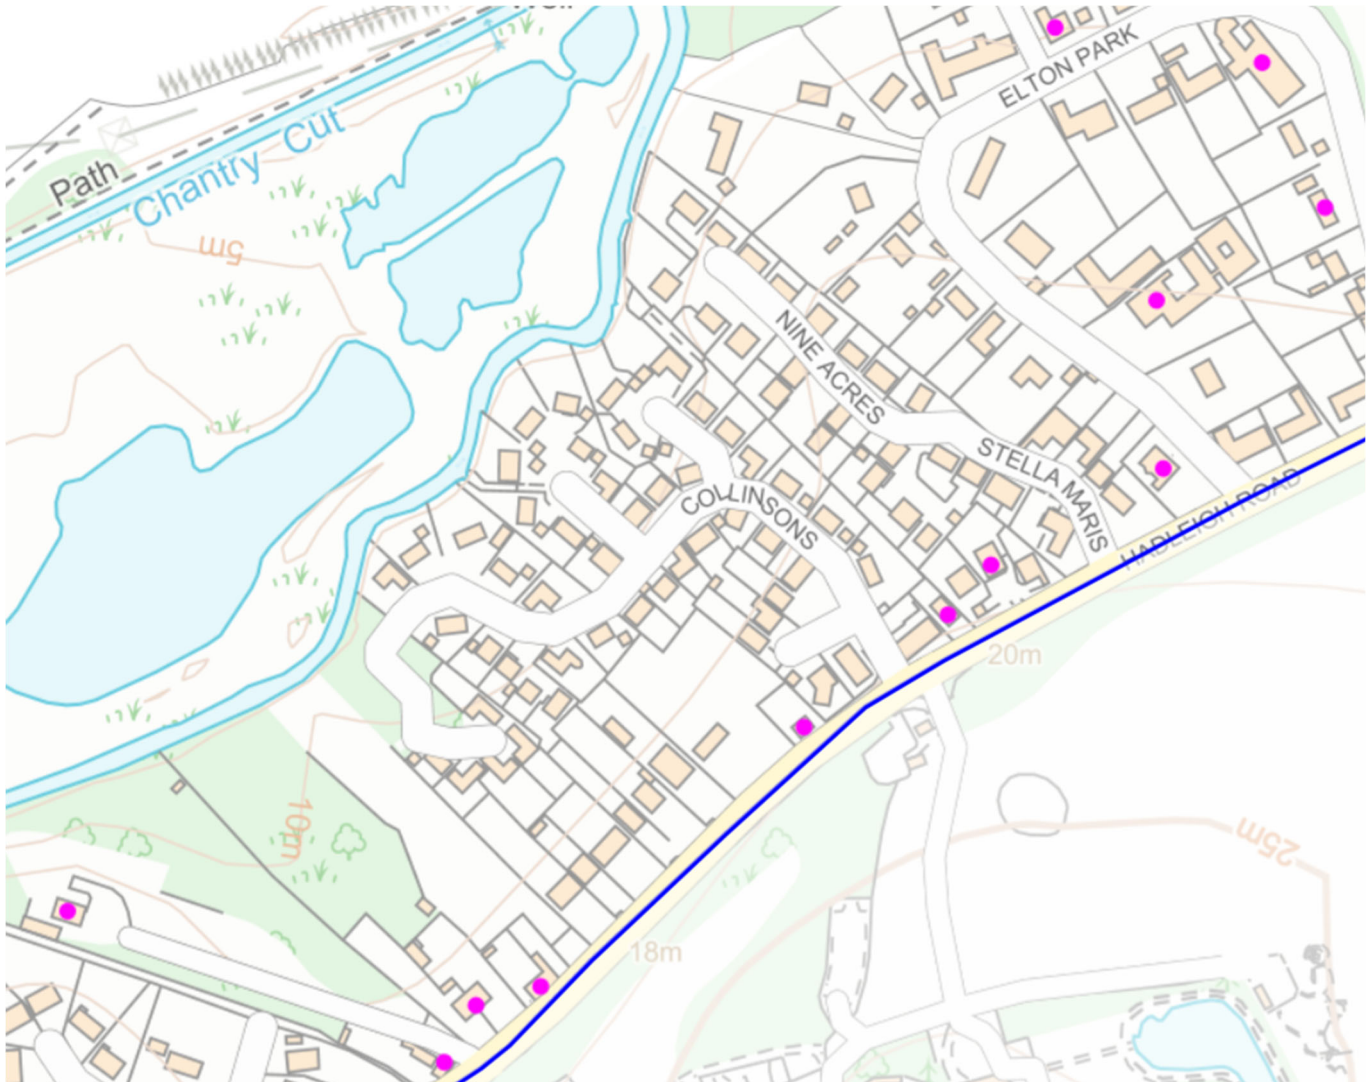 ELTON PARK
Chantry Cut
Path
5m
NINE ACRES
STELLA MARIS
COLLINSONS
HADLEIGH ROAD
20m
10m
25m
18m